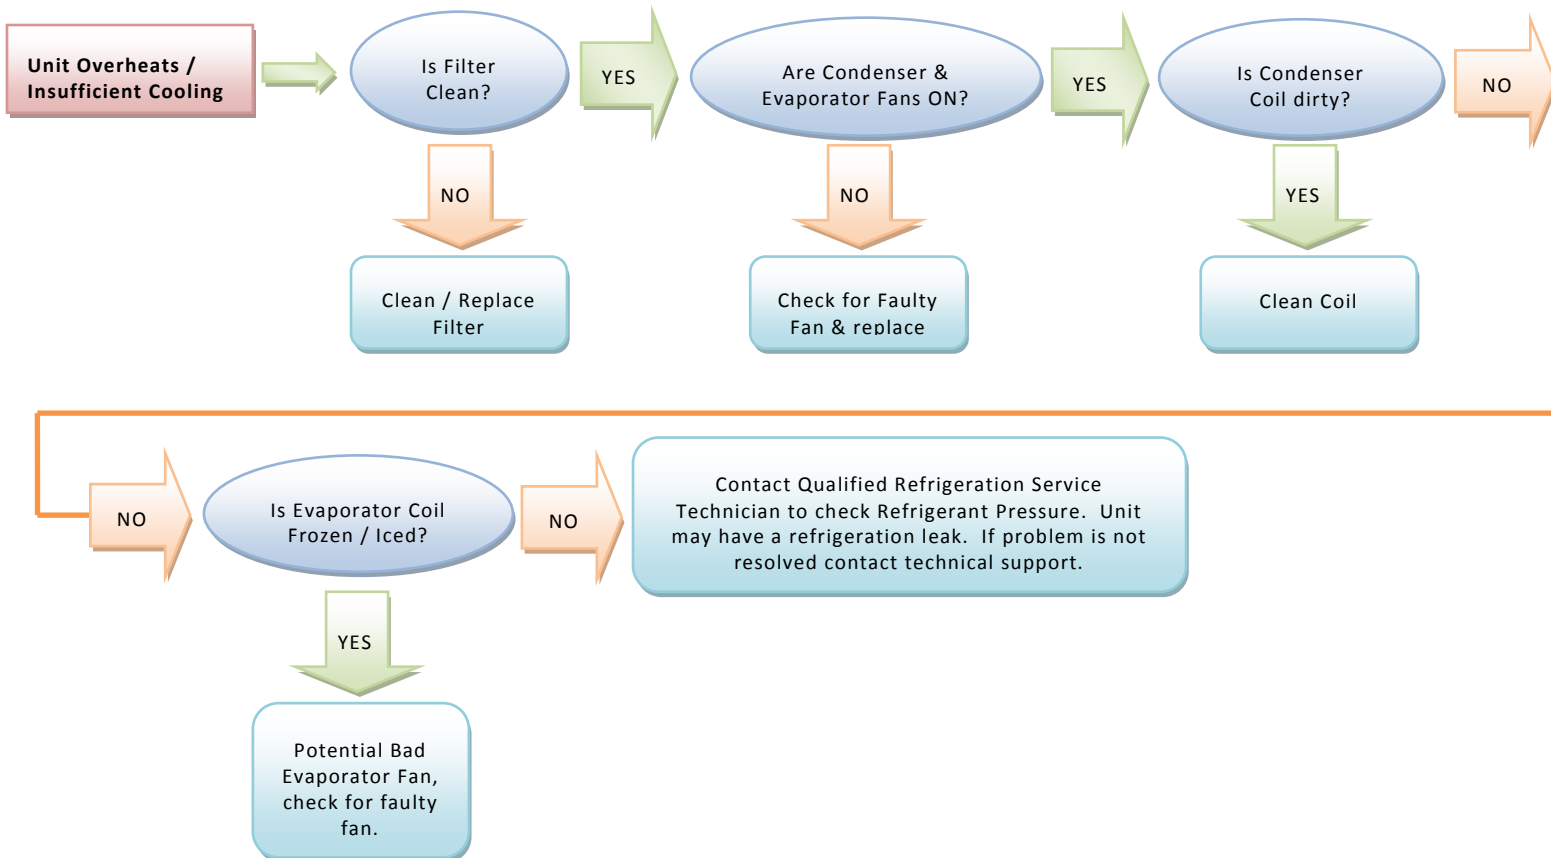 Unit Overheats /
Insufficient Cooling
Is Filter
Clean?
YES
Are Condenser &
Evaporator Fans ON?
YES
Is Condenser
Coil dirty?
NO
NO
NO
YES
Clean / Replace
Filter
Check for Faulty
Fan & replace
Clean Coil
NO
Is Evaporator Coil
Frozen / Iced?
NO
Contact Qualified Refrigeration Service
Technician to check Refrigerant Pressure. Unit
may have a refrigeration leak. If problem is not
resolved contact technical support.
YES
Potential Bad
Evaporator Fan,
check for faulty
fan.